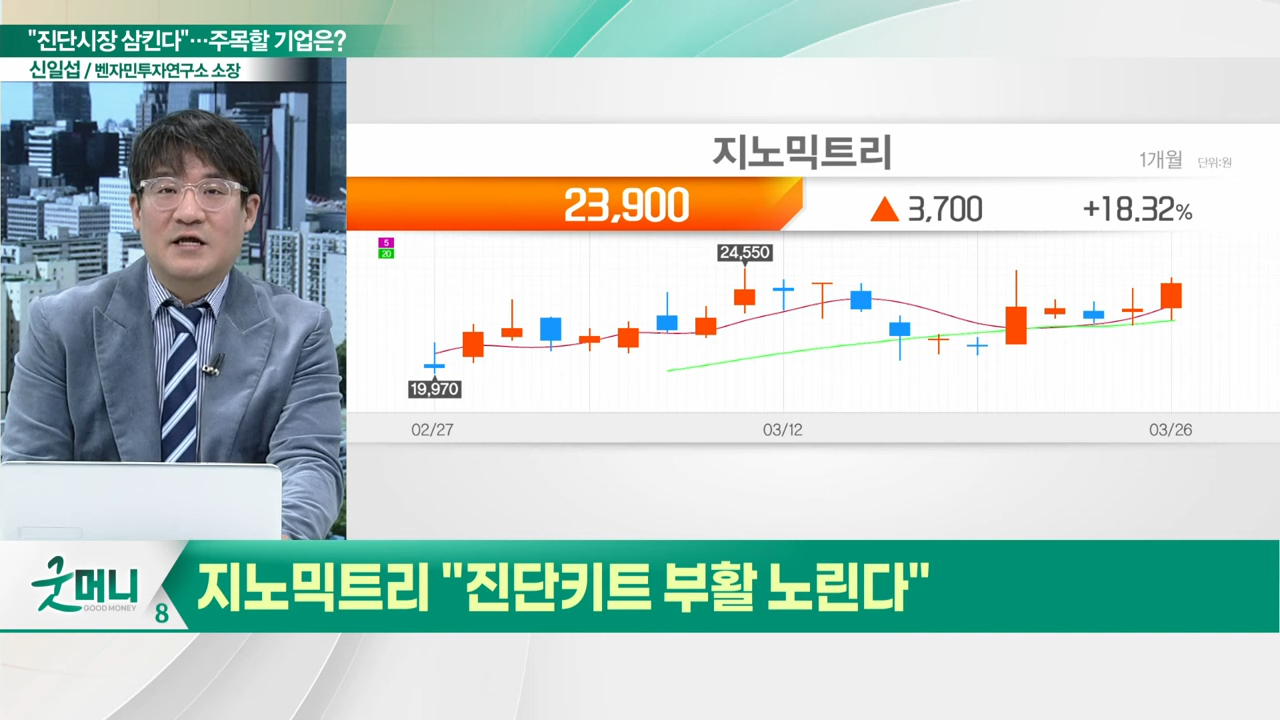 "진단시장 삼킨다"…주목할 기업은?
신일섭 / 벤자민투자연구소 소장
지노믹트리
1개월 단위:원
23,900 ▲ 3,700 +18.32%
5
20
24,550
19,970
02/27 03/12 03/26
굿머니
GOOD MONEY
8
지노믹트리 "진단키트 부활 노린다"